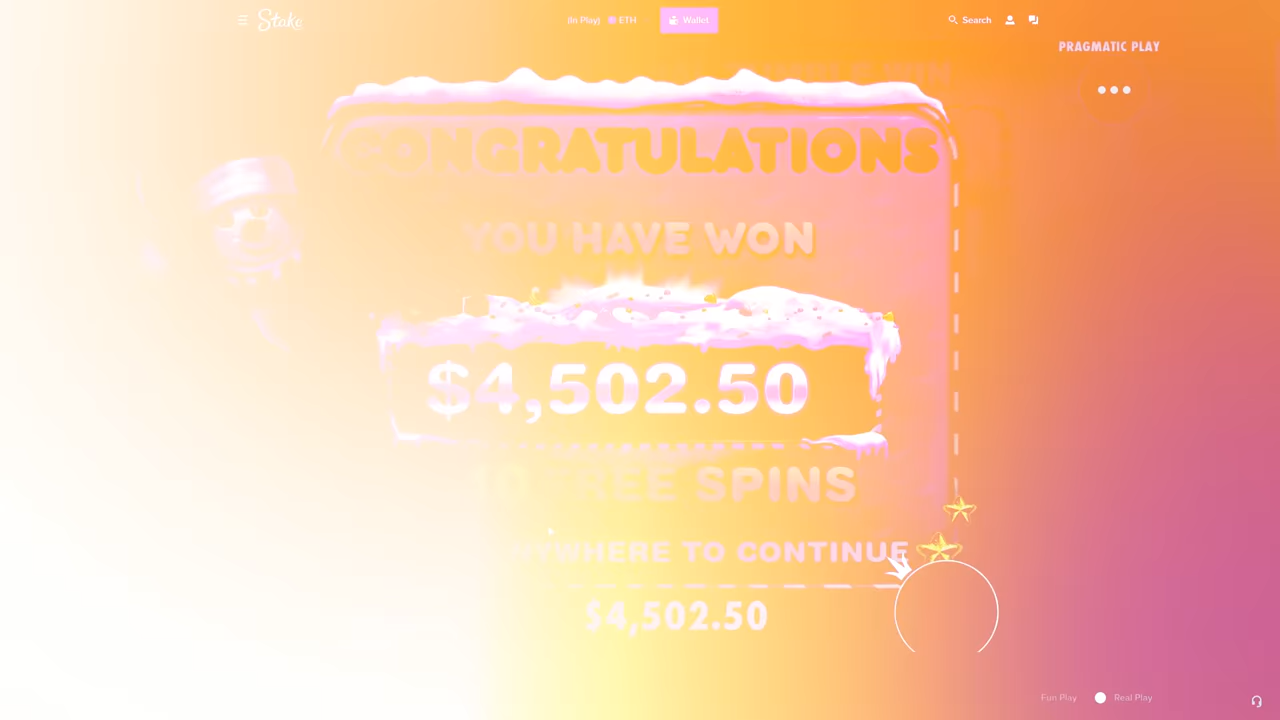 Stake
(In Play) ETH
Wallet
Search
PRAGMATIC PLAY
CONGRATULATIONS
YOU HAVE WON
$4,502.50
FREE SPINS
TO CONTINUE
$4,502.50
Fun Play
Real Play